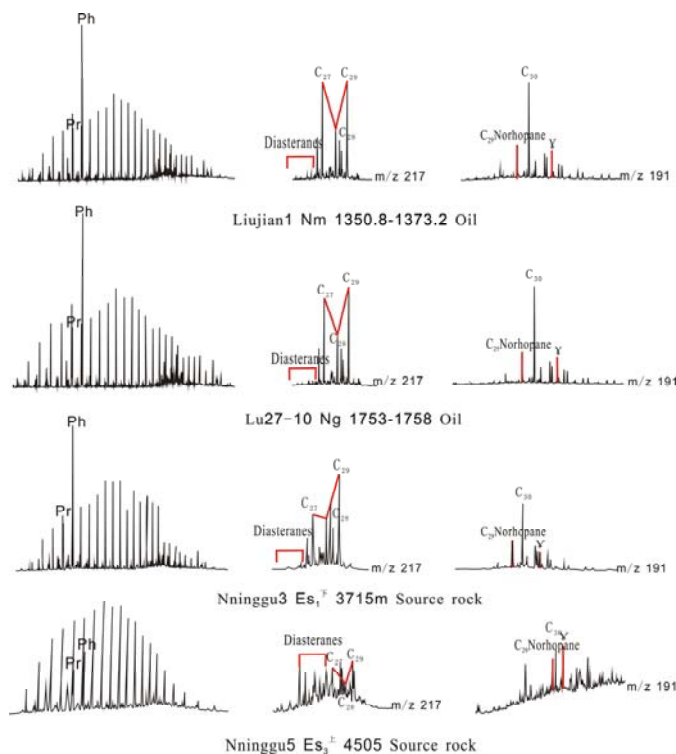 Ph
Pr
C₂₇ C₂₉
C₂₉
Diasteranes
m/z 217
C₃₀
C₂₉Norhopane γ
m/z 191
Liujian1 Nm 1350.8-1373.2 Oil
Ph
Pr
C₂₇ C₂₉
C₂₈
Diasteranes
m/z 217
C₃₀
C₂₉Norhopane γ
m/z 191
Lu27-10 Ng 1753-1758 Oil
Ph
Pr
C₂₉
C₂₇ C₂₈
Diasteranes
m/z 217
C₃₀
C₂₉Norhopane γ
m/z 191
Nninggu3 Es₁下 3715m Source rock
Ph
Pr
Diasteranes
C₂₇ C₂₉
C₂₈
m/z 217
C₃₀
C₂₉Norhopane γ
m/z 191
Nninggu5 Es₃上 4505 Source rock